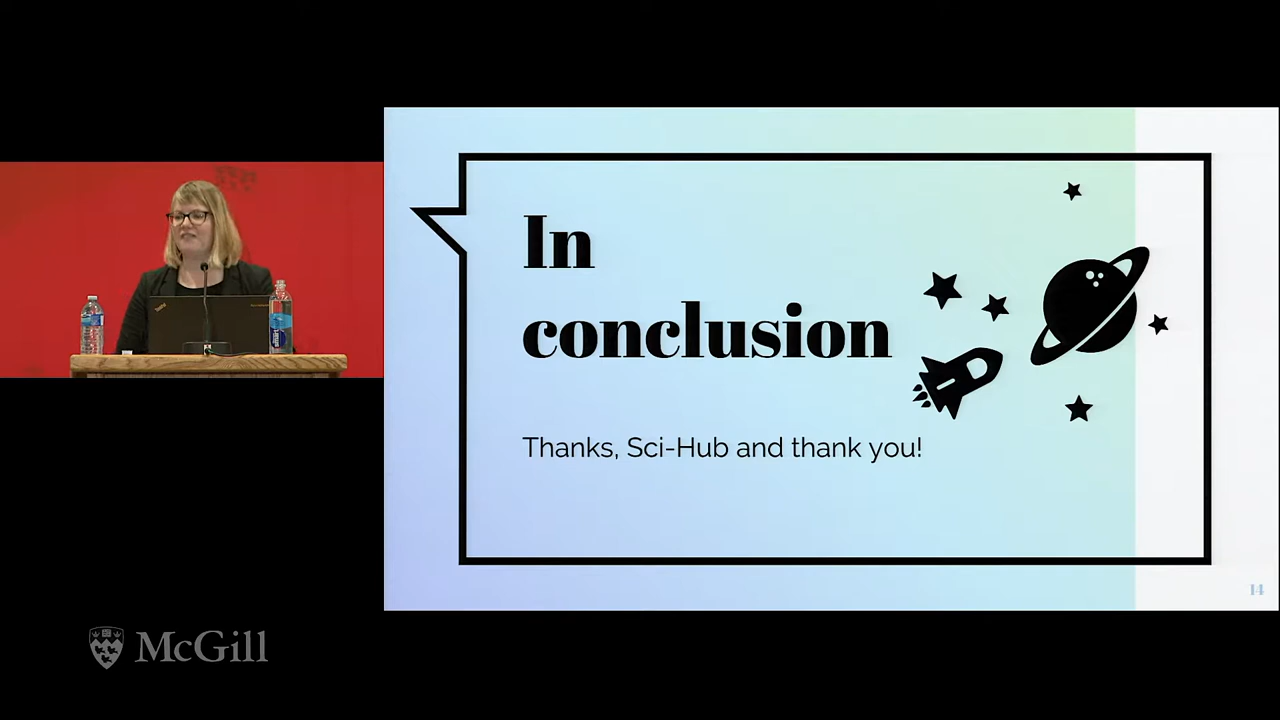 In
conclusion
Thanks, Sci-Hub and thank you!
14
McGill